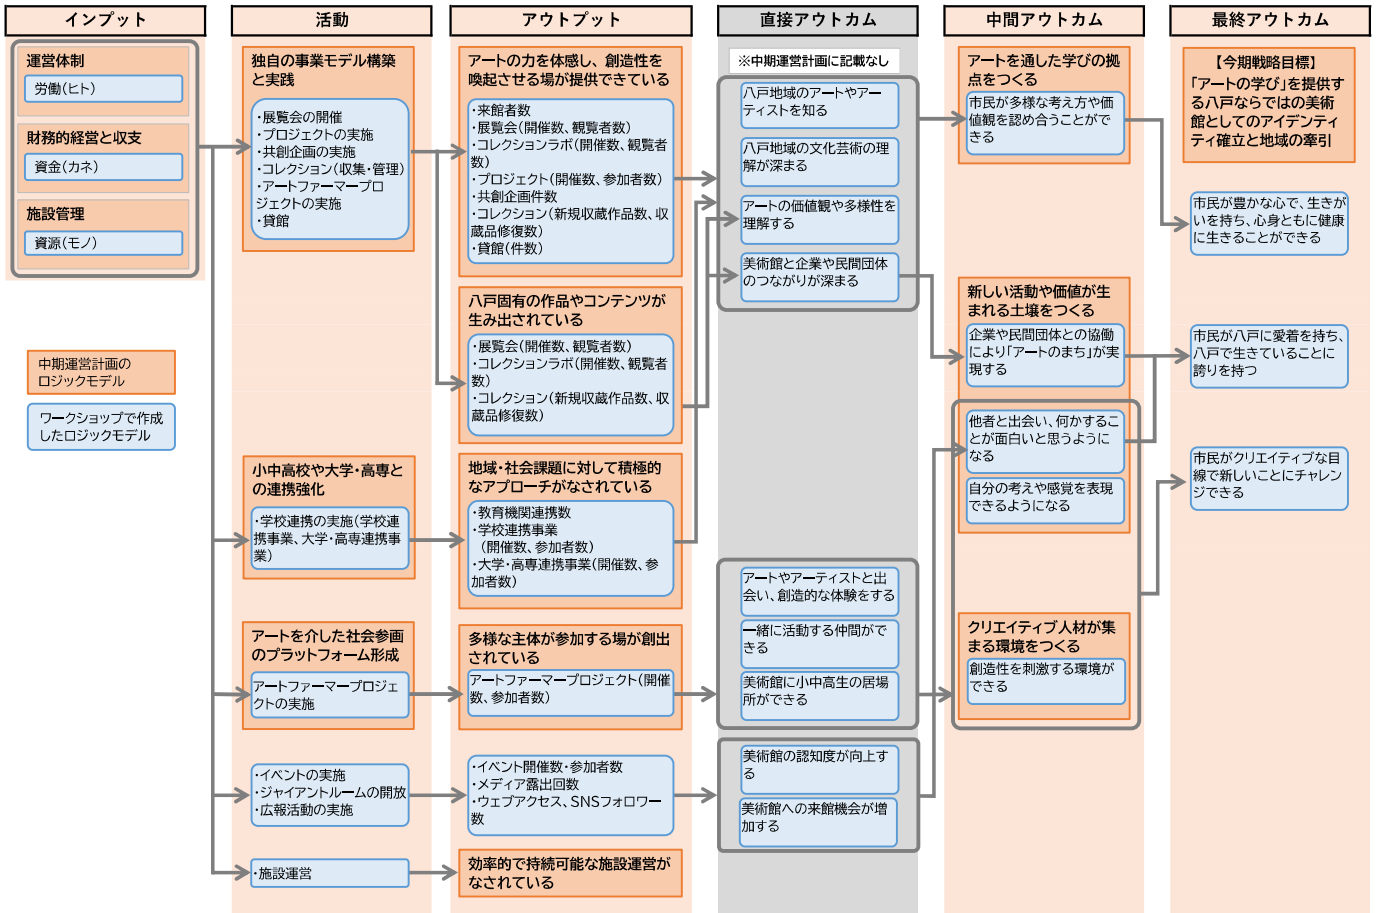 インプット
運営体制
労働(ヒト)
財務的経営と収支
資金(カネ)
施設管理
資源(モノ)
中期運営計画の
ロジックモデル
ワークショップで作成
したロジックモデル
活動
独自の事業モデル構築
と実践
・展覧会の開催
・プロジェクトの実施
・共創企画の実施
・コレクション(収集・管理)
・アートファーマープロ
ジェクトの実施
・貸館
小中高校や大学・高専と
の連携強化
・学校連携の実施(学校連
携事業、大学・高専連携事
業)
アートを介した社会参画
のプラットフォーム形成
アートファーマープロジェ
クトの実施
・イベントの実施
・ジャイアントルームの開放
・広報活動の実施
・施設運営
アウトプット
アートの力を体感し、創造性を
喚起させる場が提供できている
・来館者数
・展覧会(開催数、観覧者数)
・コレクションラボ(開催数、観覧者
数)
・プロジェクト(開催数、参加者数)
・共創企画件数
・コレクション(新規収蔵作品数、収
蔵品修復数)
・貸館(件数)
八戸固有の作品やコンテンツが
生み出されている
・展覧会(開催数、観覧者数)
・コレクションラボ(開催数、観覧者
数)
・コレクション(新規収蔵作品数、収
蔵品修復数)
地域・社会課題に対して積極的
なアプローチがなされている
・教育機関連携数
・学校連携事業
(開催数、参加者数)
・大学・高専連携事業(開催数、参
加者数)
多様な主体が参加する場が創出
されている
アートファーマープロジェクト(開催
数、参加者数)
・イベント開催数・参加者数
・メディア露出回数
・ウェブアクセス、SNSフォロワー
数
効率的で持続可能な施設運営が
なされている
直接アウトカム
※中期運営計画に記載なし
八戸地域のアートやアー
ティストを知る
八戸地域の文化芸術の理
解が深まる
アートの価値観や多様性を
理解する
美術館と企業や民間団体
のつながりが深まる
アートやアーティストと出
会い、創造的な体験をする
一緒に活動する仲間がで
きる
美術館に小中高生の居場
所ができる
美術館の認知度が向上す
る
美術館への来館機会が増
加する
中間アウトカム
アートを通した学びの拠
点をつくる
市民が多様な考え方や価
値観を認め合うことがで
きる
新しい活動や価値が生
まれる土壌をつくる
企業や民間団体との協働
により「アートのまち」が実
現する
他者と出会い、何かするこ
とが面白いと思うように
なる
自分の考えや感覚を表現
できるようになる
クリエイティブ人材が集
まる環境をつくる
創造性を刺激する環境が
できる
最終アウトカム
【今期戦略目標】
「アートの学び」を提供す
る八戸ならではの美術
館としてのアイデンティ
ティ確立と地域の牽引
市民が豊かな心で、生きが
いを持ち、心身ともに健康
に生きることができる
市民が八戸に愛着を持ち、
八戸で生きていることに
誇りを持つ
市民がクリエイティブな目
線で新しいことにチャレン
ジできる